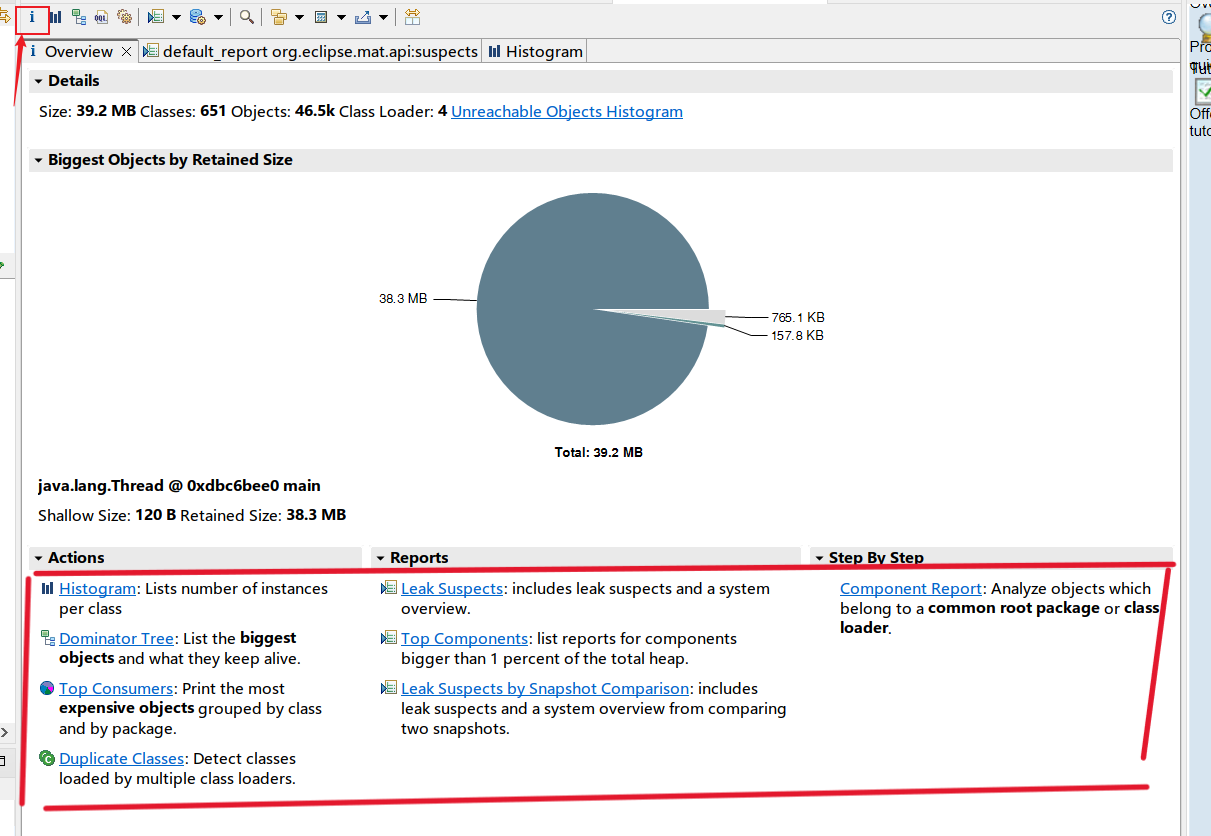 OQL
i Overview
default_report org.eclipse.mat.api:suspects
Histogram
Details
Size: 39.2 MB Classes: 651 Objects: 46.5k Class Loader: 4 Unreachable Objects Histogram
Biggest Objects by Retained Size
38.3 MB
765.1 KB
157.8 KB
Total: 39.2 MB
java.lang.Thread @ 0xdbc6bee0 main
Shallow Size: 120 B Retained Size: 38.3 MB
Actions
Histogram: Lists number of instances
per class
Dominator Tree: List the biggest
objects and what they keep alive.
Top Consumers: Print the most
expensive objects grouped by class
and by package.
Duplicate Classes: Detect classes
loaded by multiple class loaders.
Reports
Leak Suspects: includes leak suspects and a system
overview.
Top Components: list reports for components
bigger than 1 percent of the total heap.
Leak Suspects by Snapshot Comparison: includes
leak suspects and a system overview from comparing
two snapshots.
Step By Step
Component Report: Analyze objects which
belong to a common root package or class
loader.
Pro
Offe
tuto